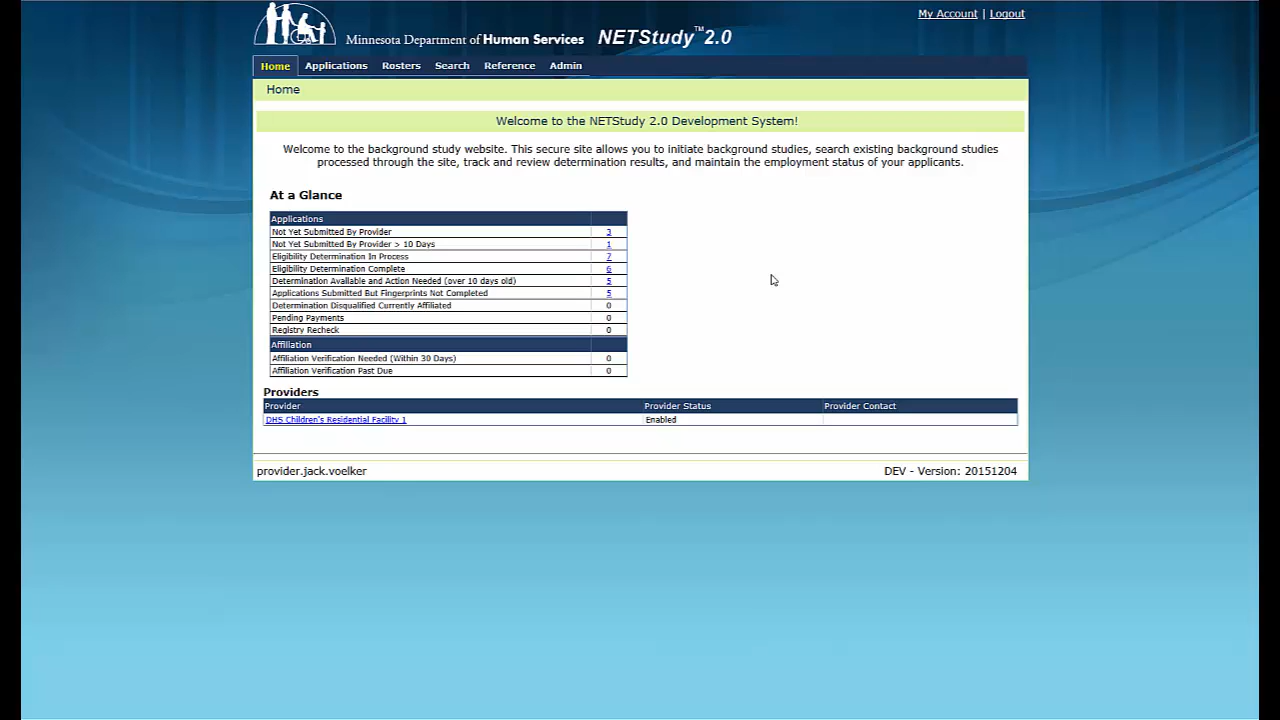 My Account | Logout
Minnesota Department of Human Services NETStudy™2.0
Home Applications Rosters Search Reference Admin
Home
Welcome to the NETStudy 2.0 Development System!
Welcome to the background study website. This secure site allows you to initiate background studies, search existing background studies
processed through the site, track and review determination results, and maintain the employment status of your applicants.
At a Glance
Applications
Not Yet Submitted By Provider 3
Not Yet Submitted By Provider > 10 Days 1
Eligibility Determination In Process 7
Eligibility Determination Complete 6
Determination Available and Action Needed (over 10 days old) 5
Applications Submitted But Fingerprints Not Completed 5
Determination Disqualified Currently Affiliated 0
Pending Payments 0
Registry Recheck 0
Affiliation
Affiliation Verification Needed (Within 30 Days) 0
Affiliation Verification Past Due 0
Providers
Provider Provider Status Provider Contact
DHS Children's Residential Facility 1 Enabled
provider.jack.voelker DEV - Version: 20151204